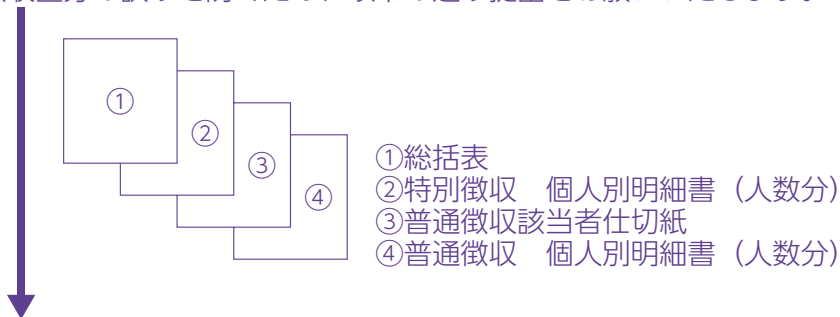 ①
②
③
④
①総括表
②特別徴収　個人別明細書（人数分）
③普通徴収該当者仕切紙
④普通徴収　個人別明細書（人数分）